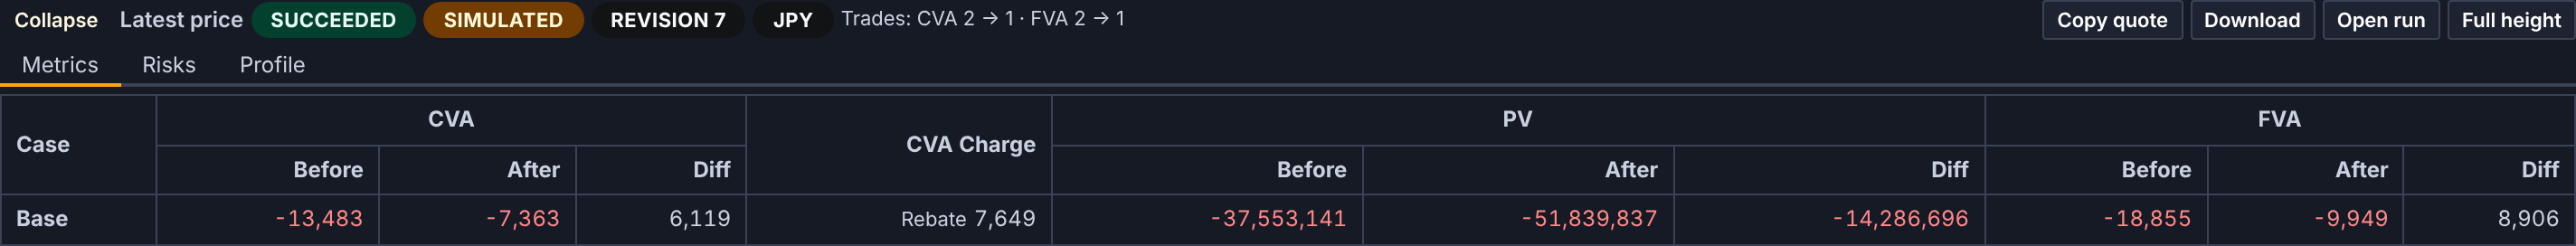 Collapse Latest price SUCCEEDED SIMULATED REVISION 7 JPY Trades: CVA 2 → 1 · FVA 2 → 1 Copy quote Download Open run Full height
Metrics Risks Profile
Case CVA CVA Charge PV FVA
Before After Diff Before After Diff Before After Diff
Base -13,483 -7,363 6,119 Rebate 7,649 -37,553,141 -51,839,837 -14,286,696 -18,855 -9,949 8,906